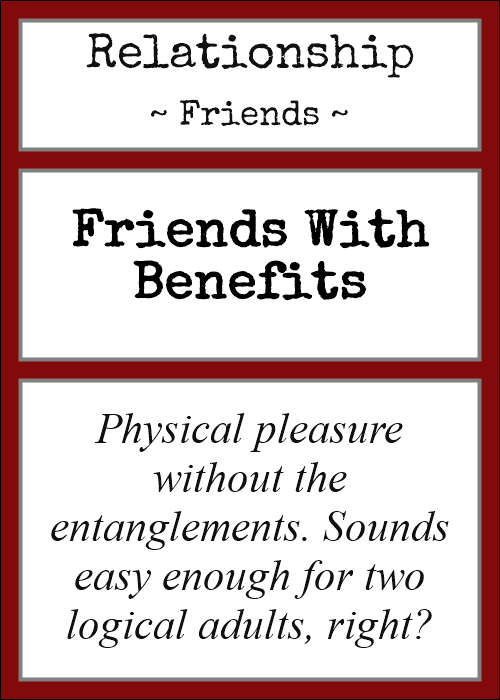 Relationship
~ Friends ~
Friends With
Benefits
Physical pleasure
without the
entanglements. Sounds
easy enough for two
logical adults, right?